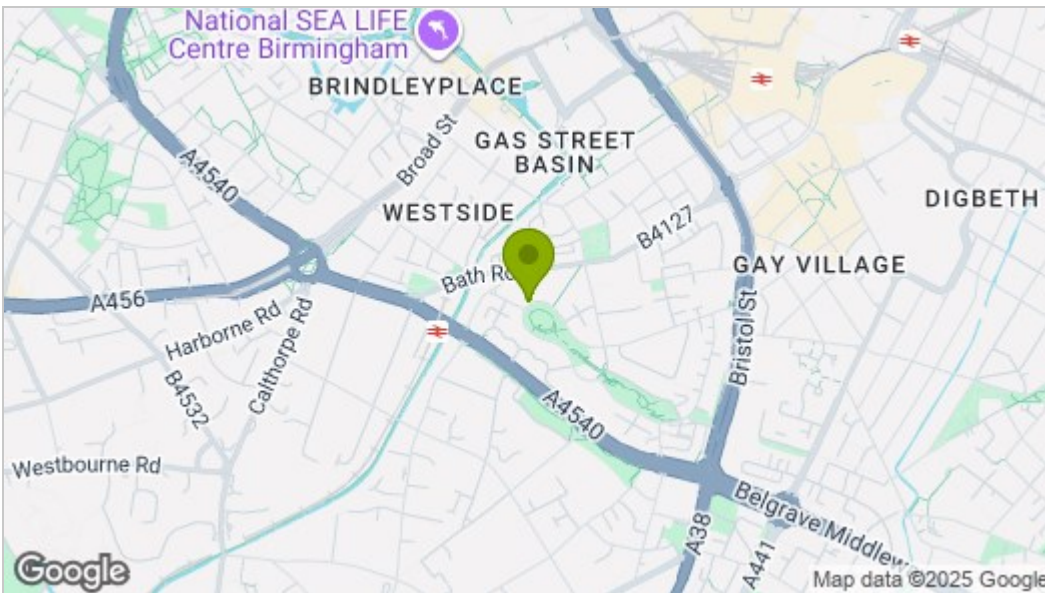 National SEA LIFE
Centre Birmingham
BRINDLEYPLACE
Broad St
GAS STREET
BASIN
A4540
WESTSIDE
DIGBETH
B4127
Bath Ro
GAY VILLAGE
A456
Harborne Rd
Calthorpe Rd
B4532
Bristol St
A4540
Westbourne Rd
Belgrave Middlew
A38
A441
Google
Map data ©2025 Google